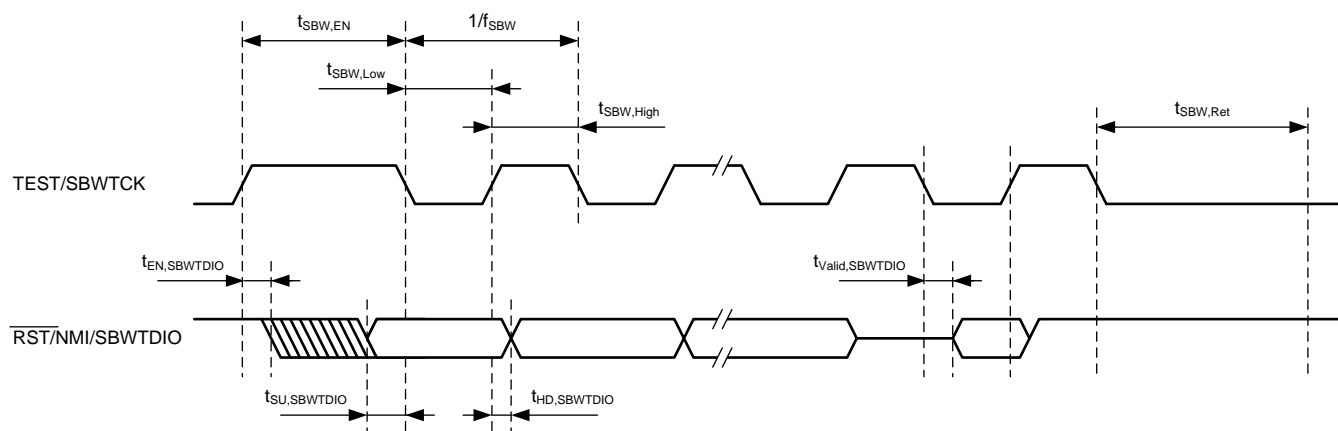 tSBW,EN
1/fSBW
tSBW,Low
tSBW,High
tSBW,Ret
TEST/SBWTCK
tEN,SBWTDIO
tValid,SBWTDIO
RST/NMI/SBWTDIO
tSU,SBWTDIO
tHD,SBWTDIO